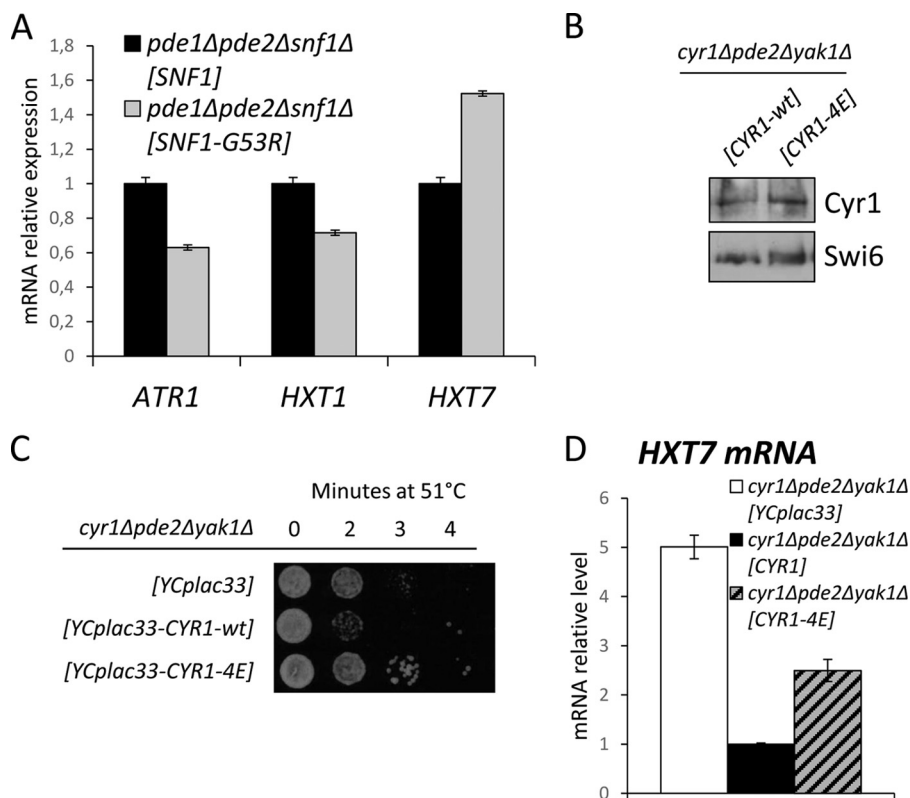 A
1,8
1,6
1,4
1,2
1
0,8
0,6
0,4
0,2
0
mRNA relative expression
pde1Δpde2Δsnf1Δ
[SNF1]
pde1Δpde2Δsnf1Δ
[SNF1-G53R]
ATR1 HXT1 HXT7
B
cyr1Δpde2Δyak1Δ
[CYR1-wt] [CYR1-4E]
Cyr1
Swi6
C
Minutes at 51°C
cyr1Δpde2Δyak1Δ 0 2 3 4
[YCplac33]
[YCplac33-CYR1-wt]
[YCplac33-CYR1-4E]
D HXT7 mRNA
6
5
4
3
2
1
0
mRNA relative level
cyr1Δpde2Δyak1Δ
[YCplac33]
cyr1Δpde2Δyak1Δ
[CYR1]
cyr1Δpde2Δyak1Δ
[CYR1-4E]